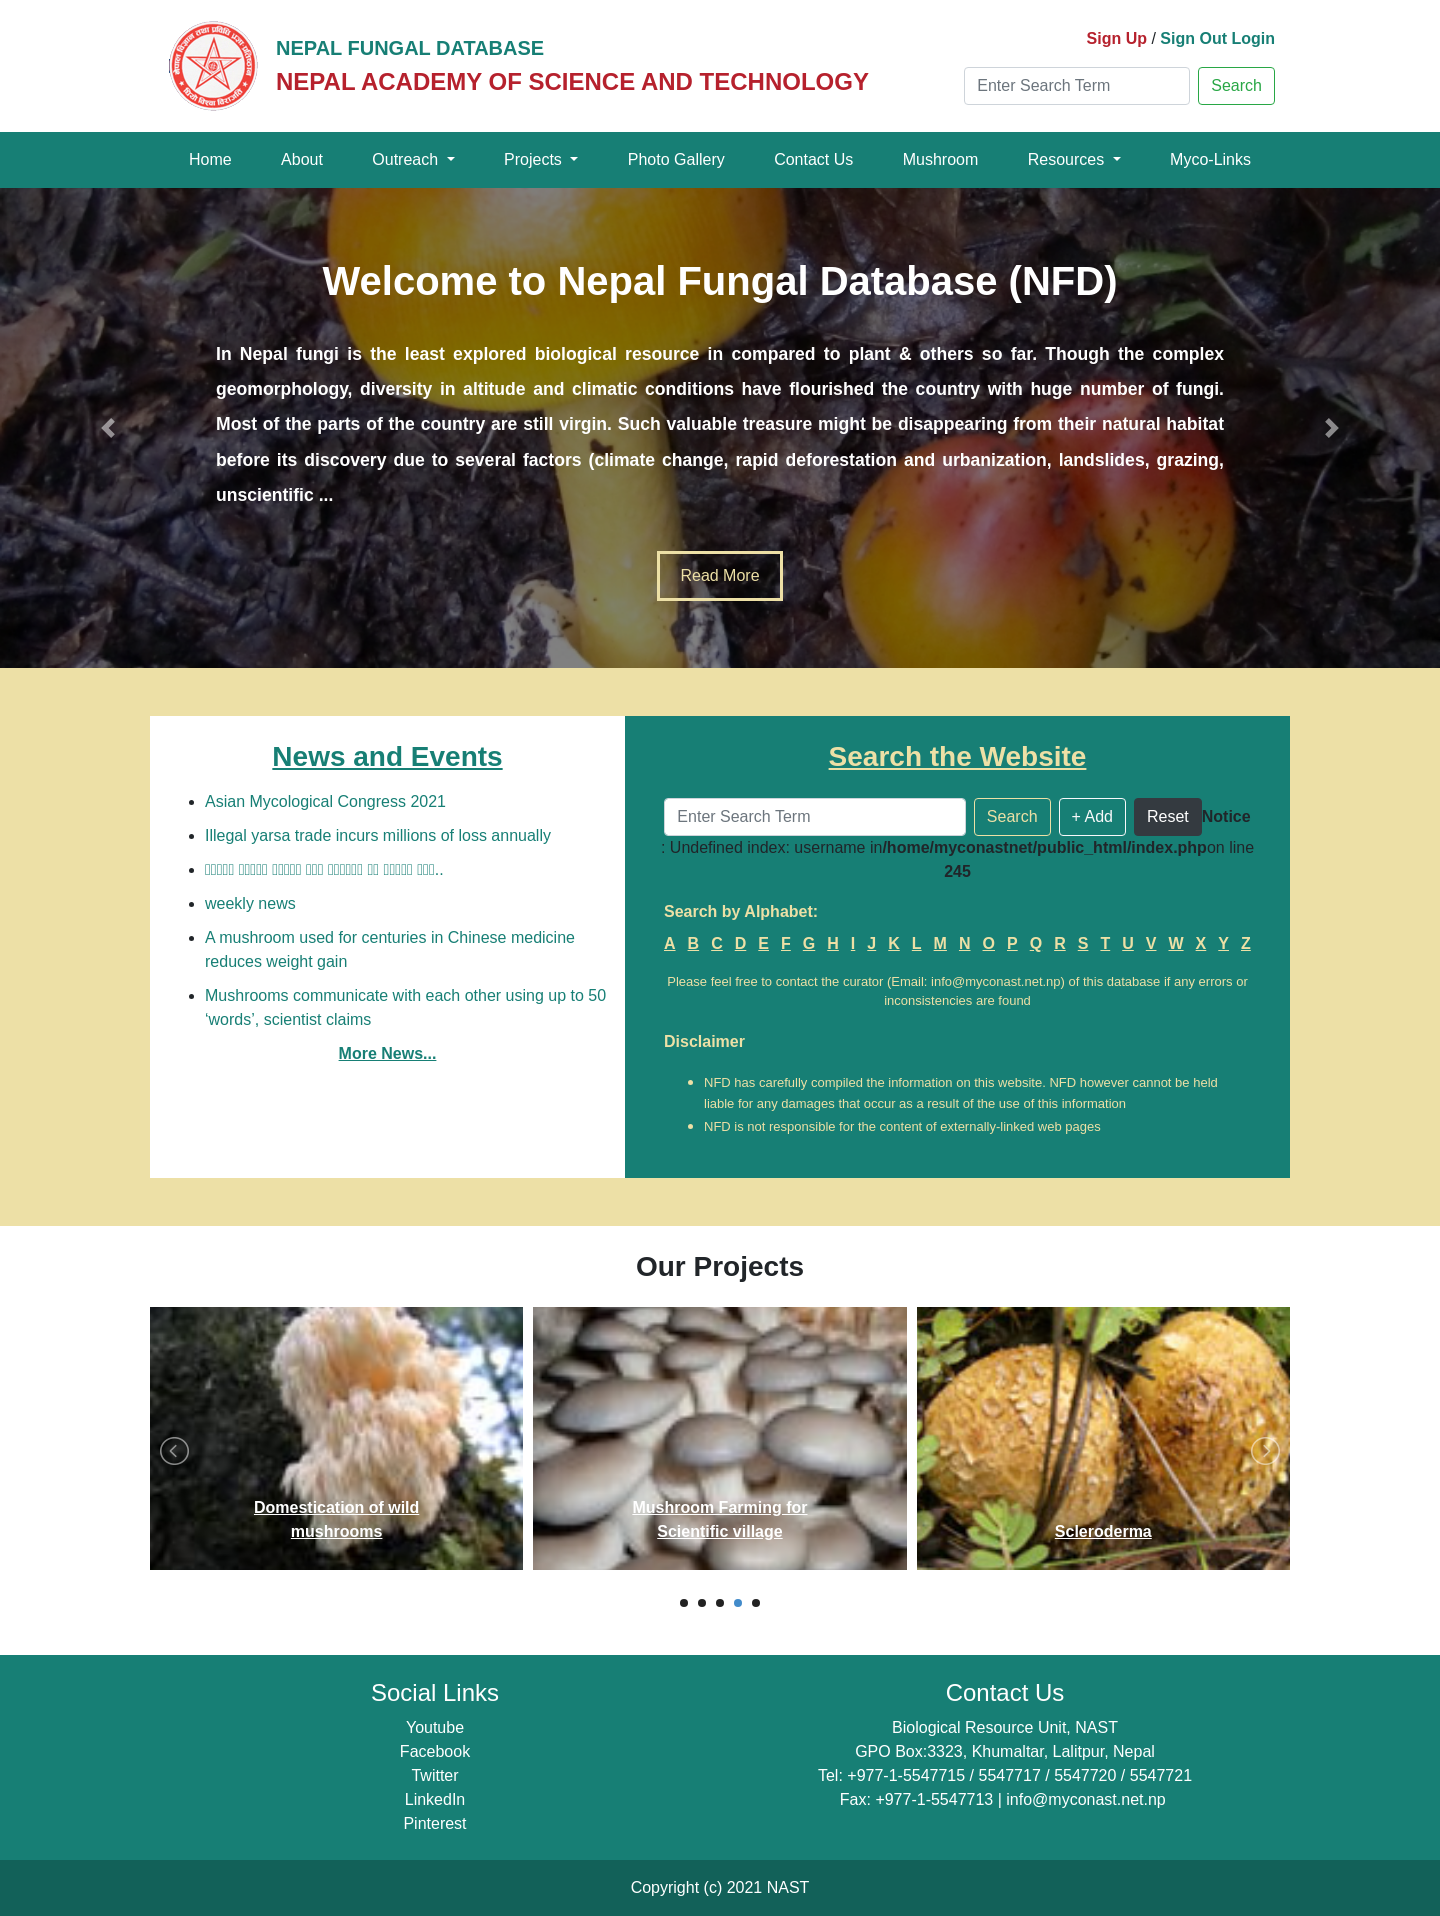 NEPAL FUNGAL DATABASE
NEPAL ACADEMY OF SCIENCE AND TECHNOLOGY
Sign Up / Sign Out Login
Enter Search Term
Search
Home
About
Outreach
Projects
Photo Gallery
Contact Us
Mushroom
Resources
Myco-Links
Welcome to Nepal Fungal Database (NFD)
In Nepal fungi is the least explored biological resource in compared to plant & others so far. Though the complex
geomorphology, diversity in altitude and climatic conditions have flourished the country with huge number of fungi.
Most of the parts of the country are still virgin. Such valuable treasure might be disappearing from their natural habitat
before its discovery due to several factors (climate change, rapid deforestation and urbanization, landslides, grazing,
unscientific ...
Read More
News and Events
Asian Mycological Congress 2021
Illegal yarsa trade incurs millions of loss annually
weekly news
A mushroom used for centuries in Chinese medicine
reduces weight gain
Mushrooms communicate with each other using up to 50
‘words’, scientist claims
More News...
Search the Website
Enter Search Term
Search
+ Add
Reset
Notice
: Undefined index: username in/home/myconastnet/public_html/index.phpon line
245
Search by Alphabet:
A B C D E F G H I J K L M N O P Q R S T U V W X Y Z
Please feel free to contact the curator (Email: info@myconast.net.np) of this database if any errors or
inconsistencies are found
Disclaimer
NFD has carefully compiled the information on this website. NFD however cannot be held
liable for any damages that occur as a result of the use of this information
NFD is not responsible for the content of externally-linked web pages
Our Projects
Domestication of wild
mushrooms
Mushroom Farming for
Scientific village
Scleroderma
Social Links
Youtube
Facebook
Twitter
LinkedIn
Pinterest
Contact Us
Biological Resource Unit, NAST
GPO Box:3323, Khumaltar, Lalitpur, Nepal
Tel: +977-1-5547715 / 5547717 / 5547720 / 5547721
Fax: +977-1-5547713 | info@myconast.net.np
Copyright (c) 2021 NAST